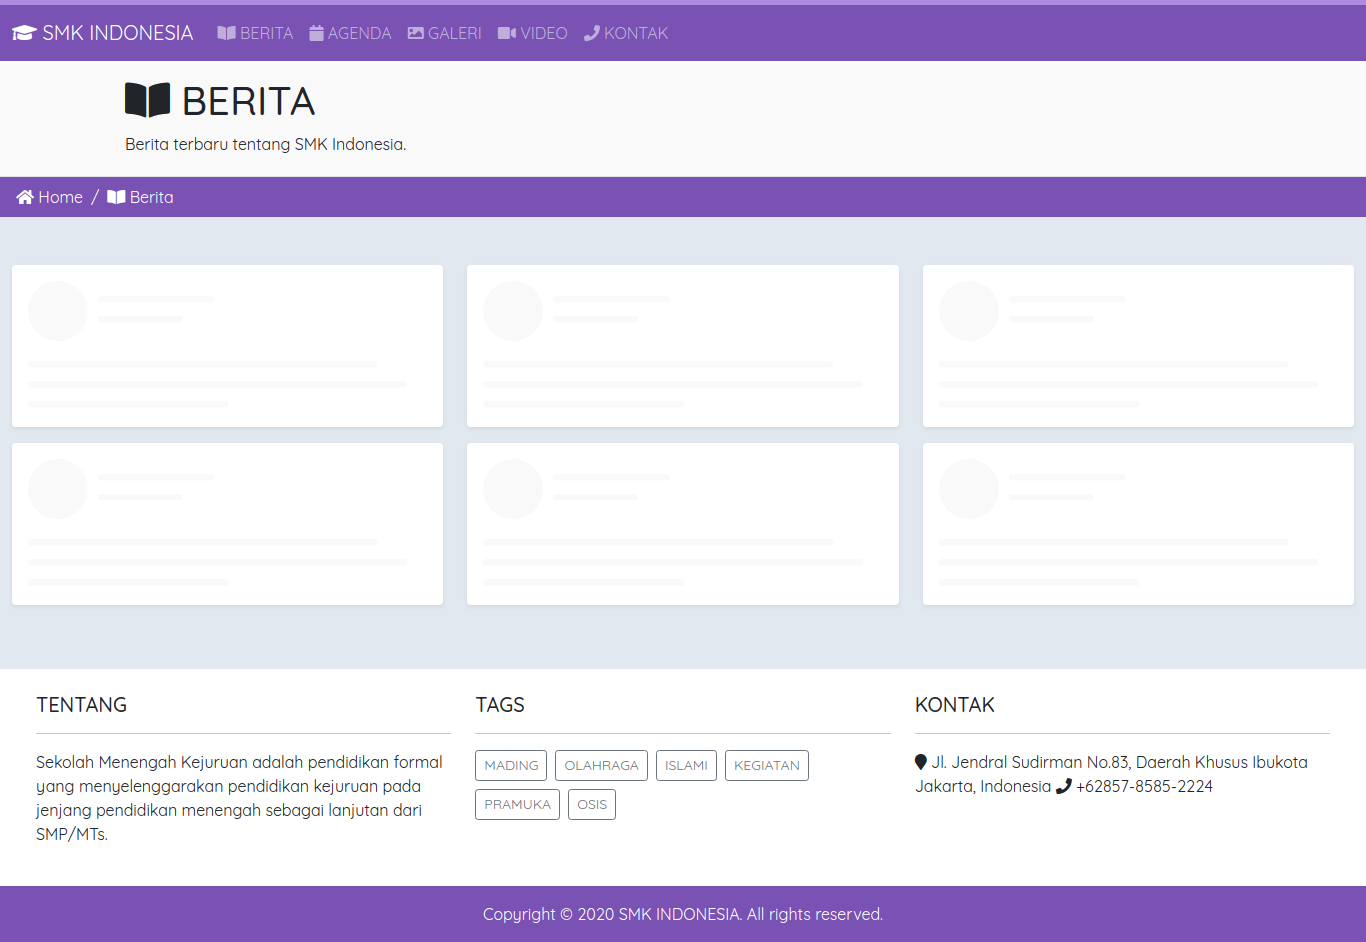 SMK INDONESIA BERITA AGENDA GALERI VIDEO KONTAK
BERITA
Berita terbaru tentang SMK Indonesia.
Home / Berita
TENTANG
Sekolah Menengah Kejuruan adalah pendidikan formal
yang menyelenggarakan pendidikan kejuruan pada
jenjang pendidikan menengah sebagai lanjutan dari
SMP/MTs.
TAGS
MADING OLAHRAGA ISLAMI KEGIATAN
PRAMUKA OSIS
KONTAK
Jl. Jendral Sudirman No.83, Daerah Khusus Ibukota
Jakarta, Indonesia +62857-8585-2224
Copyright © 2020 SMK INDONESIA. All rights reserved.